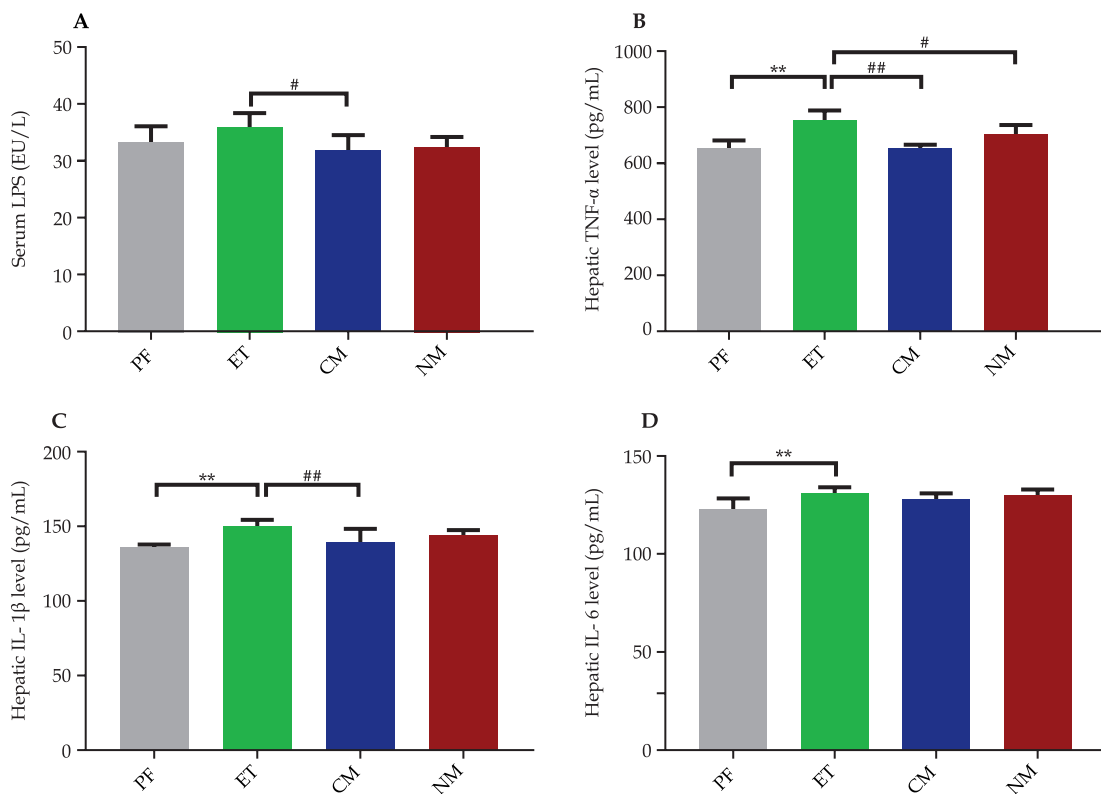 A
Serum LPS (EU/L)
50
40
30
20
10
0
#
PF
ET
CM
NM
B
Hepatic TNF-α level (pg/mL)
1000
800
600
400
200
0
**
##
#
PF
ET
CM
NM
C
Hepatic IL- 1β level (pg/mL)
200
150
100
50
0
**
##
PF
ET
CM
NM
D
Hepatic IL- 6 level (pg/mL)
150
100
50
0
**
PF
ET
CM
NM